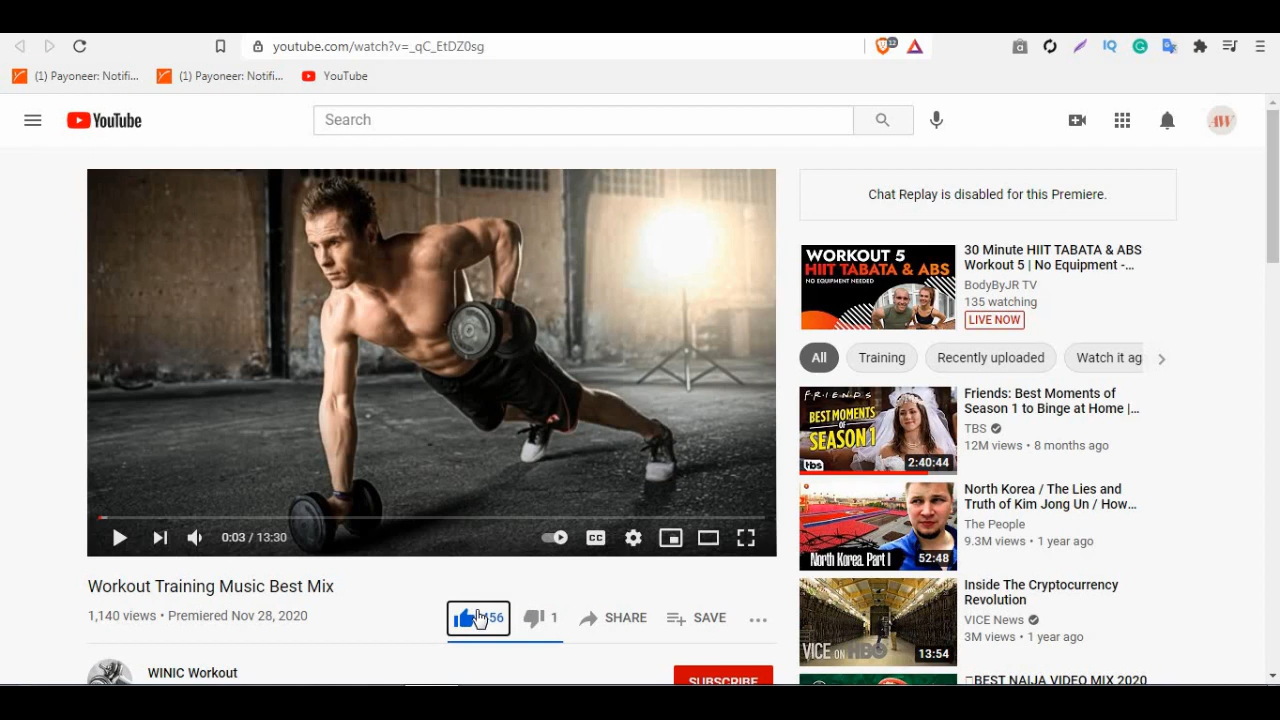 youtube.com/watch?v=_qC_EtDZ0sg
12
IQ
(1) Payoneer: Notifi...
(1) Payoneer: Notifi...
YouTube
YouTube
Search
AW
Chat Replay is disabled for this Premiere.
WORKOUT 5
HIIT TABATA & ABS
NO EQUIPMENT NEEDED
30 Minute HIIT TABATA & ABS
Workout 5 | No Equipment -...
BodyByJR TV
135 watching
LIVE NOW
All
Training
Recently uploaded
Watch it ag
FRIENDS
BEST MOMENTS
OF
SEASON 1
tbs
2:40:44
Friends: Best Moments of
Season 1 to Binge at Home |...
TBS
12M views • 8 months ago
North Korea. Part I
52:48
North Korea / The Lies and
Truth of Kim Jong Un / How...
The People
9.3M views • 1 year ago
VICE ON HBO
13:54
Inside The Cryptocurrency
Revolution
VICE News
3M views • 1 year ago
BEST NAIJA VIDEO MIX 2020
0:03 / 13:30
CC
Workout Training Music Best Mix
1,140 views • Premiered Nov 28, 2020
1
SHARE
SAVE
WINIC Workout
SUBSCRIBE